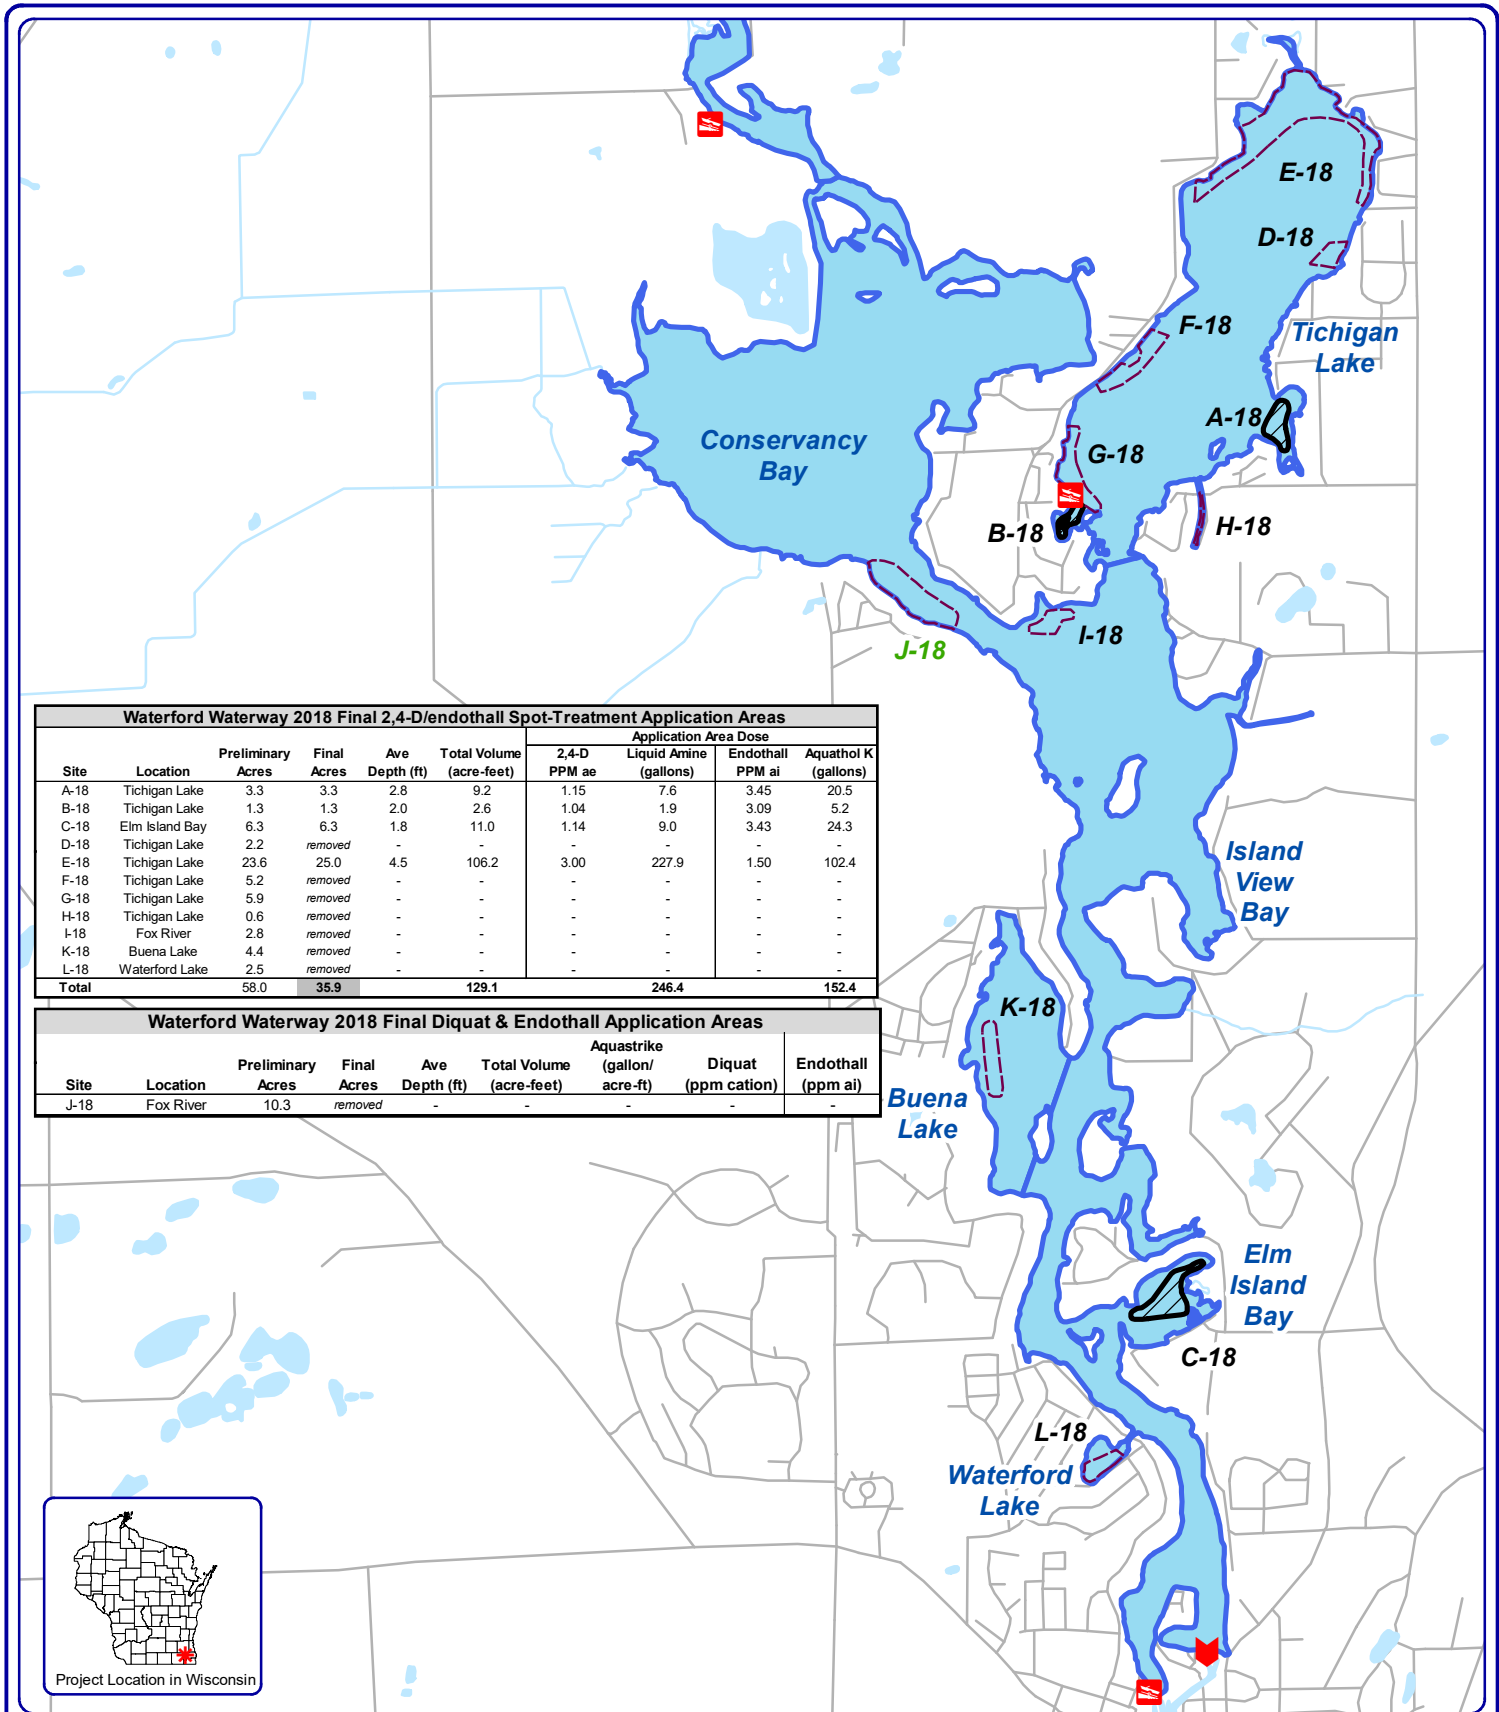 E-18
D-18
F-18
Tichigan
Lake
A-18
Conservancy
Bay
G-18
B-18
H-18
I-18
J-18
Waterford Waterway 2018 Final 2,4-D/endothall Spot-Treatment Application Areas
Application Area Dose
Preliminary Final Ave Total Volume 2,4-D Liquid Amine Endothall Aquathol K
Site Location Acres Acres Depth (ft) (acre-feet) PPM ae (gallons) PPM ai (gallons)
A-18 Tichigan Lake 3.3 3.3 2.8 9.2 1.15 7.6 3.45 20.5
B-18 Tichigan Lake 1.3 1.3 2.0 2.6 1.04 1.9 3.09 5.2
C-18 Elm Island Bay 6.3 6.3 1.8 11.0 1.14 9.0 3.43 24.3
D-18 Tichigan Lake 2.2 removed - - - - - -
E-18 Tichigan Lake 23.6 25.0 4.5 106.2 3.00 227.9 1.50 102.4
F-18 Tichigan Lake 5.2 removed - - - - - -
G-18 Tichigan Lake 5.9 removed - - - - - -
H-18 Tichigan Lake 0.6 removed - - - - - -
I-18 Fox River 2.8 removed - - - - - -
K-18 Buena Lake 4.4 removed - - - - - -
L-18 Waterford Lake 2.5 removed - - - - - -
Total 58.0 35.9 129.1 246.4 152.4
Island
View
Bay
Waterford Waterway 2018 Final Diquat & Endothall Application Areas
Aquastrike
Preliminary Final Ave Total Volume (gallon/ Diquat Endothall
Site Location Acres Acres Depth (ft) (acre-feet) acre-ft) (ppm cation) (ppm ai)
J-18 Fox River 10.3 removed - - - - -
K-18
Buena
Lake
Elm
Island
Bay
C-18
L-18
Waterford
Lake
Project Location in Wisconsin